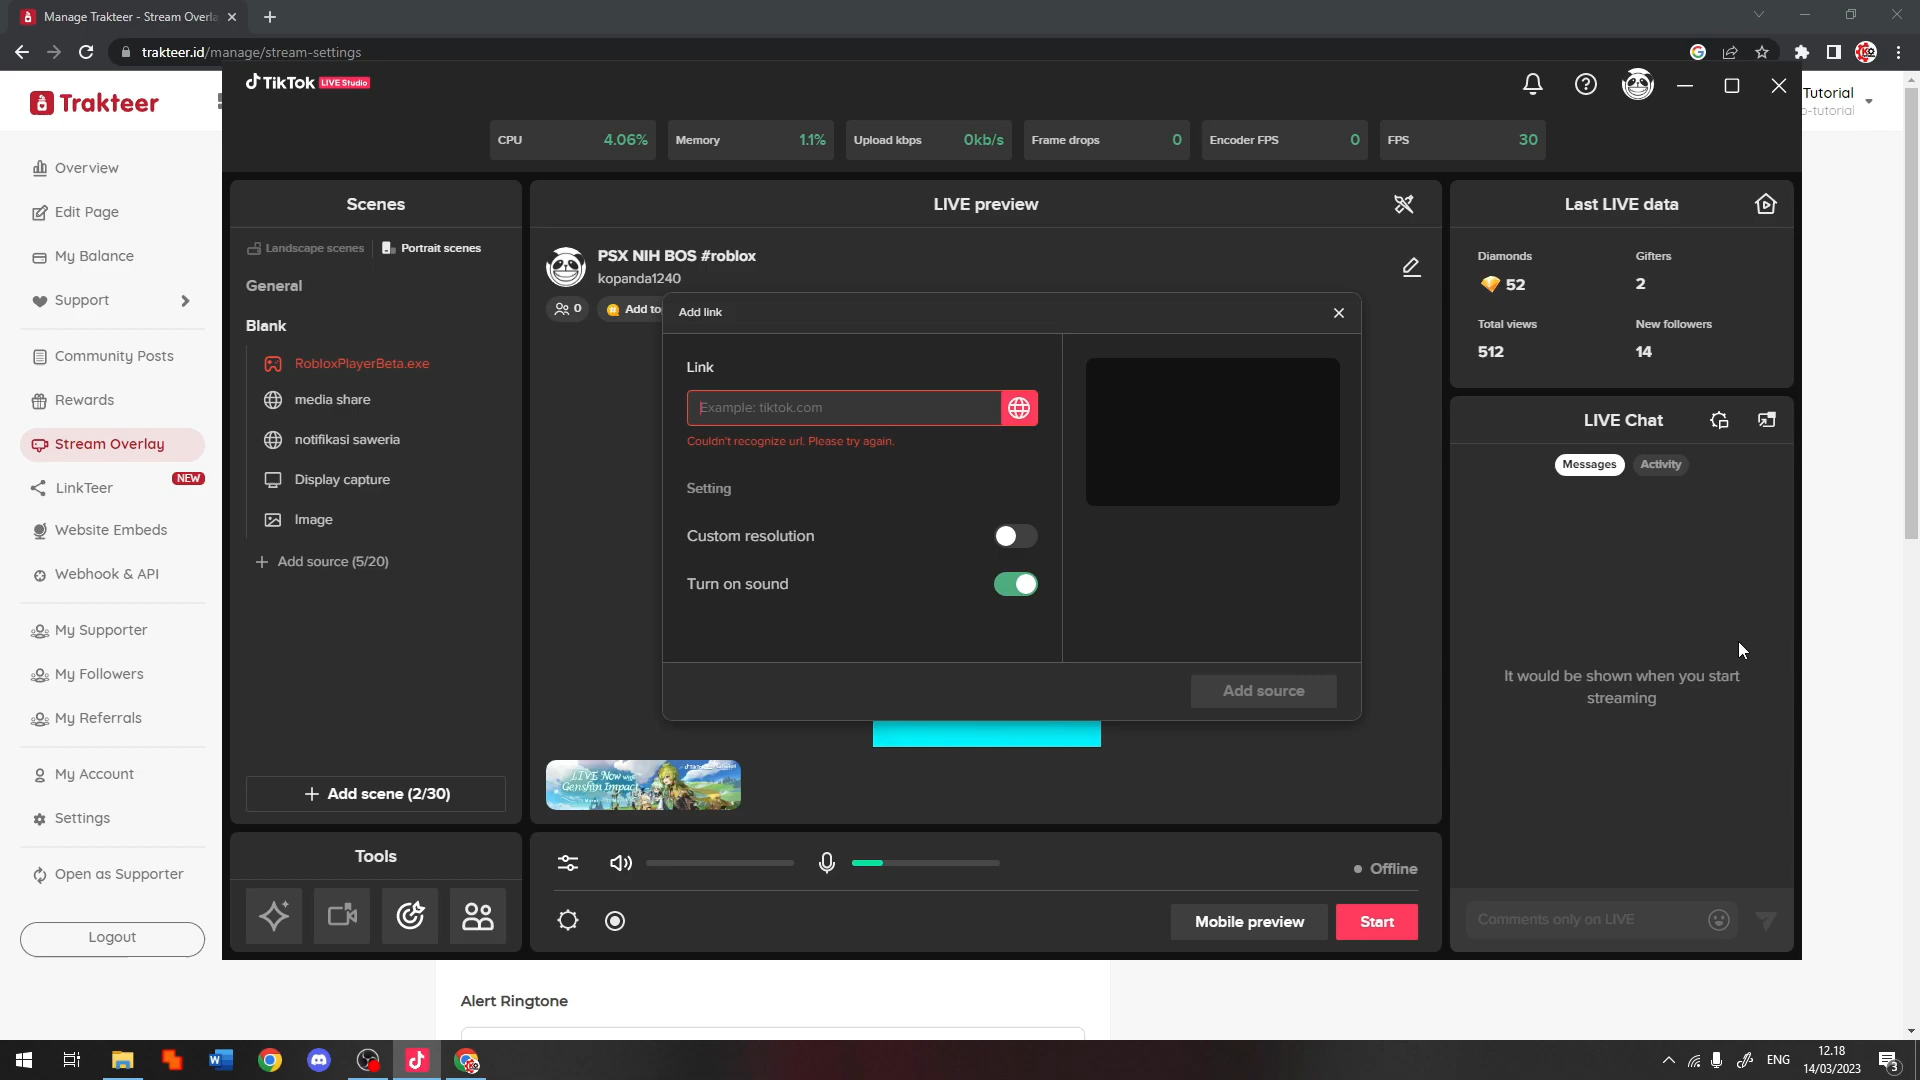 Manage Trakteer - Stream Overla
trakteer.id/manage/stream-settings
Trakteer
Overview
Edit Page
My Balance
Support
Community Posts
Rewards
Stream Overlay
LinkTeer
NEW
Website Embeds
Webhook & API
My Supporter
My Followers
My Referrals
My Account
Settings
Open as Supporter
Logout
TikTok LIVE Studio
CPU 4.06%
Memory 1.1%
Upload kbps 0kb/s
Frame drops 0
Encoder FPS 0
FPS 30
Tutorial
o-tutorial
Scenes
Landscape scenes
Portrait scenes
General
Blank
RobloxPlayerBeta.exe
media share
notifikasi saweria
Display capture
Image
Add source (5/20)
Add scene (2/30)
Tools
LIVE preview
PSX NIH BOS #roblox
kopanda1240
0
Add to
Add link
Link
Example: tiktok.com
Couldn't recognize url. Please try again.
Setting
Custom resolution
Turn on sound
Add source
LIVE Now with
Genshin Impact
Offline
Mobile preview
Start
Last LIVE data
Diamonds
Gifters
52
2
Total views
New followers
512
14
LIVE Chat
Messages
Activity
It would be shown when you start
streaming
Comments only on LIVE
Alert Ringtone
ENG
12.18
14/03/2023
3